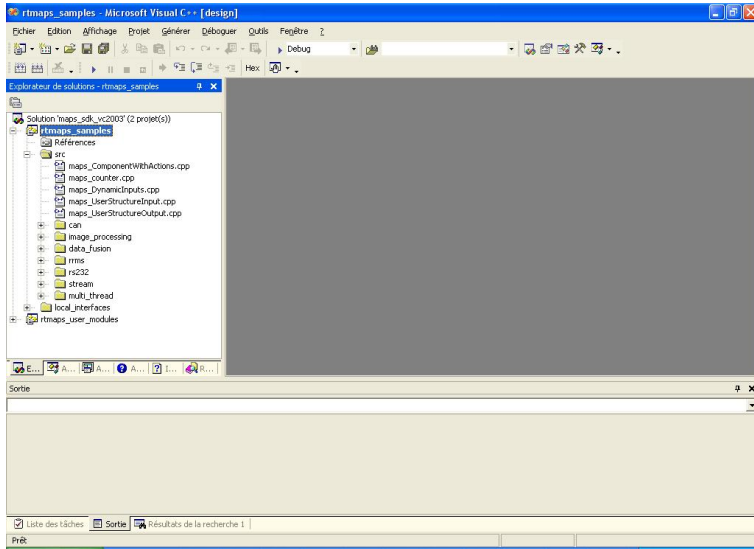 rtmaps_samples - Microsoft Visual C++ [design]
Fichier Edition Affichage Projet Générer Déboguer Outils Fenêtre ?
Debug
Hex
Explorateur de solutions - rtmaps_samples
Solution 'maps_sdk_vc2003' (2 projet(s))
rtmaps_samples
Références
src
maps_ComponentWithActions.cpp
maps_counter.cpp
maps_DynamicInputs.cpp
maps_UserStructureInput.cpp
maps_UserStructureOutput.cpp
can
image_processing
data_fusion
rrms
rs232
stream
multi_thread
local_interfaces
rtmaps_user_modules
E... A... A... A... I... R...
Sortie
Liste des tâches Sortie Résultats de la recherche 1
Prêt